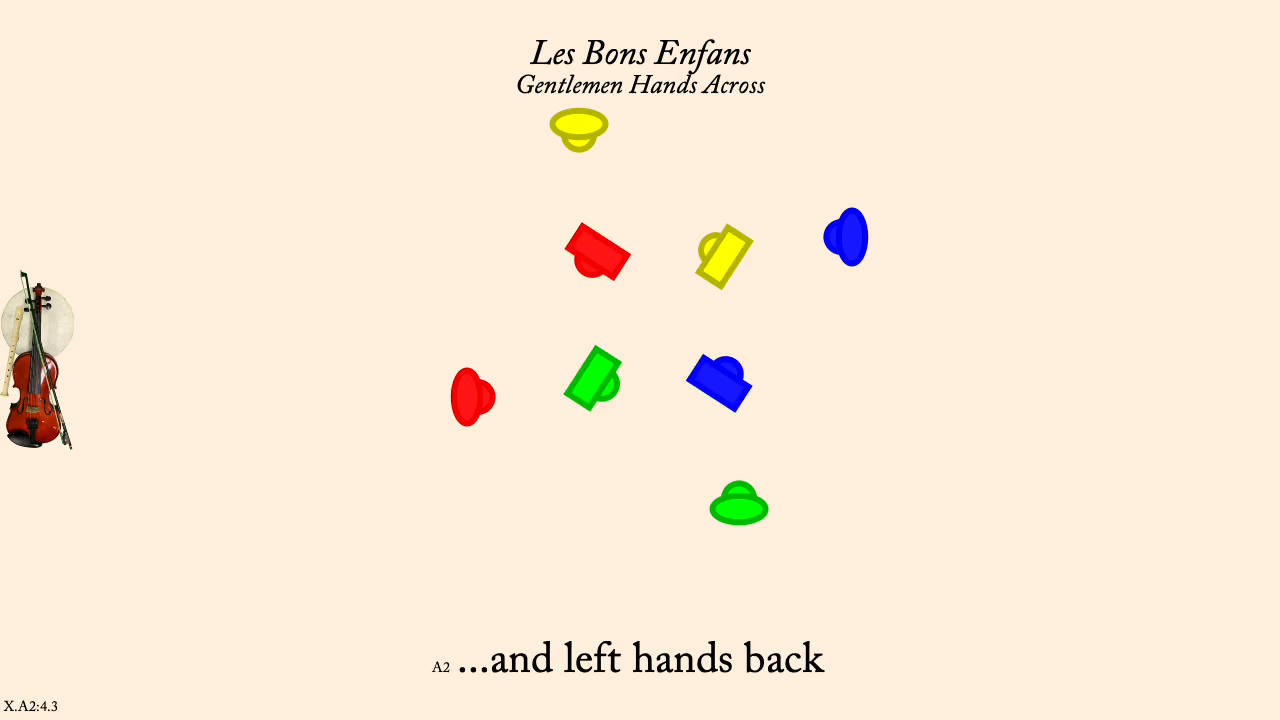 Les Bons Enfans
Gentlemen Hands Across
A2 ...and left hands back
X.A2:4.3